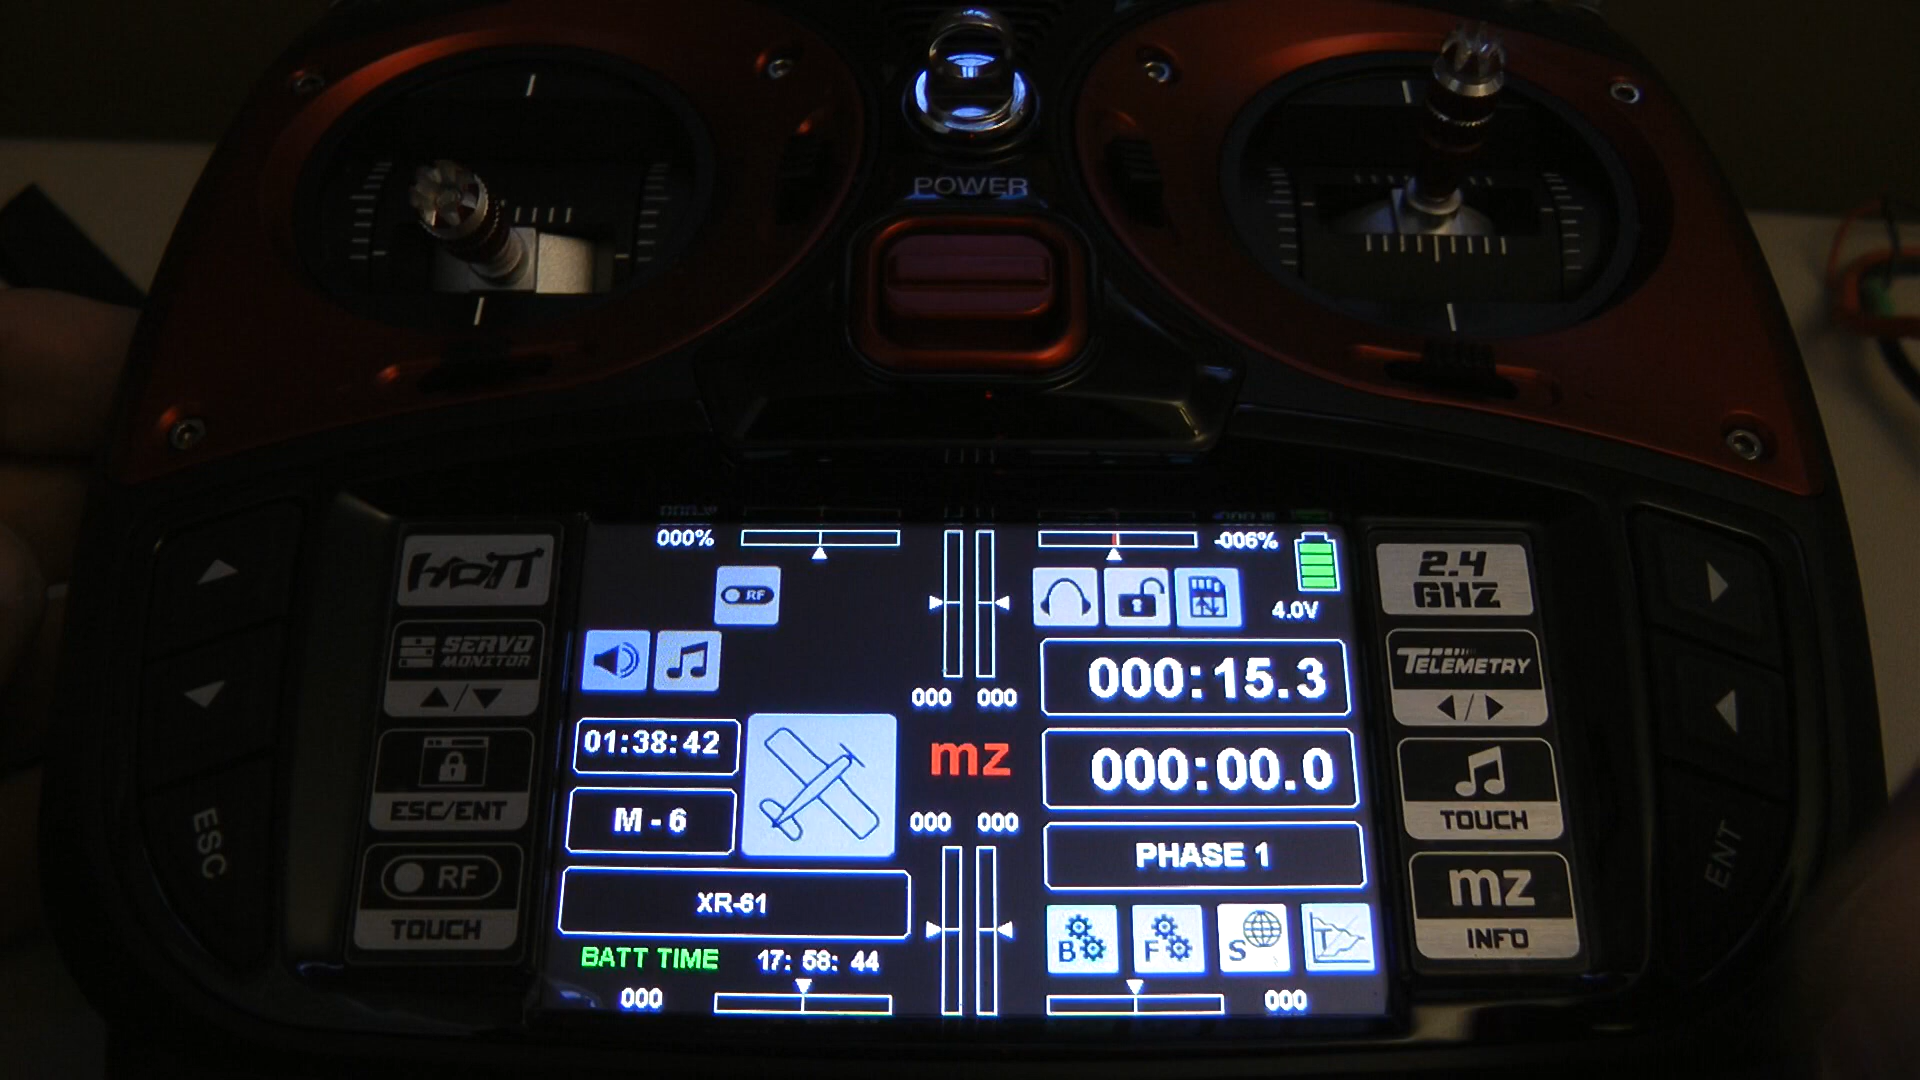 POWER
HoTT
SERVO
MONITOR
ESC/ENT
RF
TOUCH
ESC
000%
-006%
RF
4.0V
000 000
000:15.3
01:38:42
mz
000:00.0
M - 6
000 000
PHASE 1
XR-61
B
F
S
T
BATT TIME 17: 58: 44
000
000
2.4
GHZ
TELEMETRY
TOUCH
mz
INFO
ENT